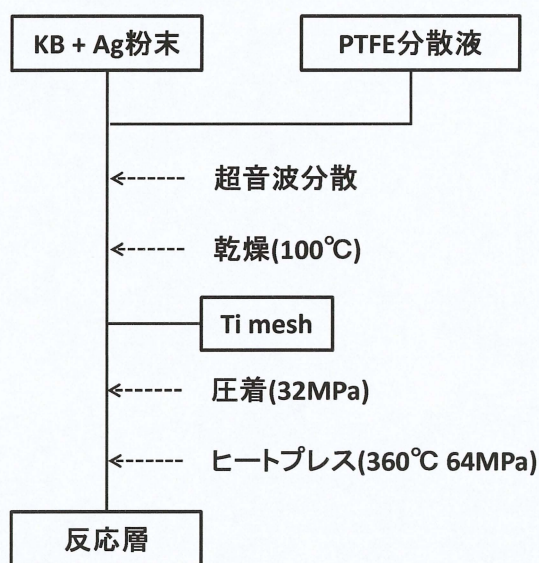 KB + Ag粉末
PTFE分散液
超音波分散
乾燥(100℃)
Ti mesh
圧着(32MPa)
ヒートプレス(360℃ 64MPa)
反応層